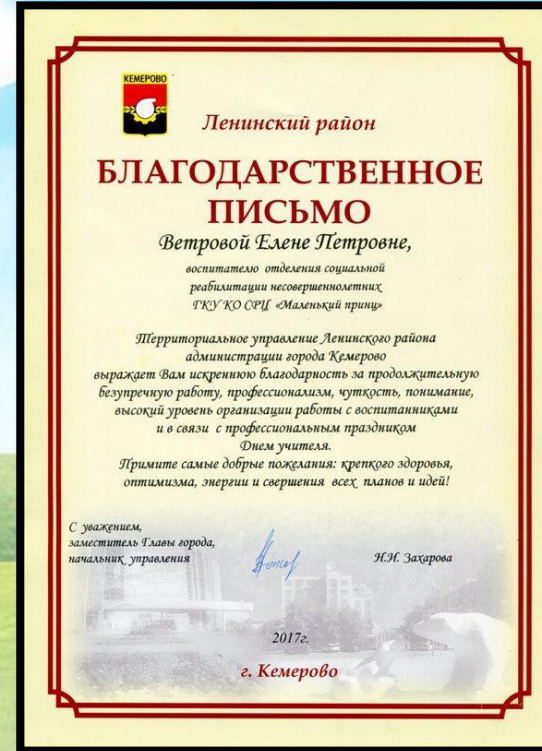 КЕМЕРОВО
Ленинский район
БЛАГОДАРСТВЕННОЕ
ПИСЬМО
Ветровой Елене Петровне,
воспитателю отделения социальной
реабилитации несовершеннолетних
ГКУ КО СРЦ «Маленький принц»
Территориальное управление Ленинского района
администрации города Кемерово
выражает Вам искреннюю благодарность за продолжительную
безупречную работу, профессионализм, чуткость, понимание,
высокий уровень организации работы с воспитанниками
и в связи с профессиональным праздником
Днем учителя.
Примите самые добрые пожелания: крепкого здоровья,
оптимизма, энергии и свершения всех планов и идей!
С уважением,
заместитель Главы города,
начальник управления
Н.И. Захарова
2017г.
г. Кемерово